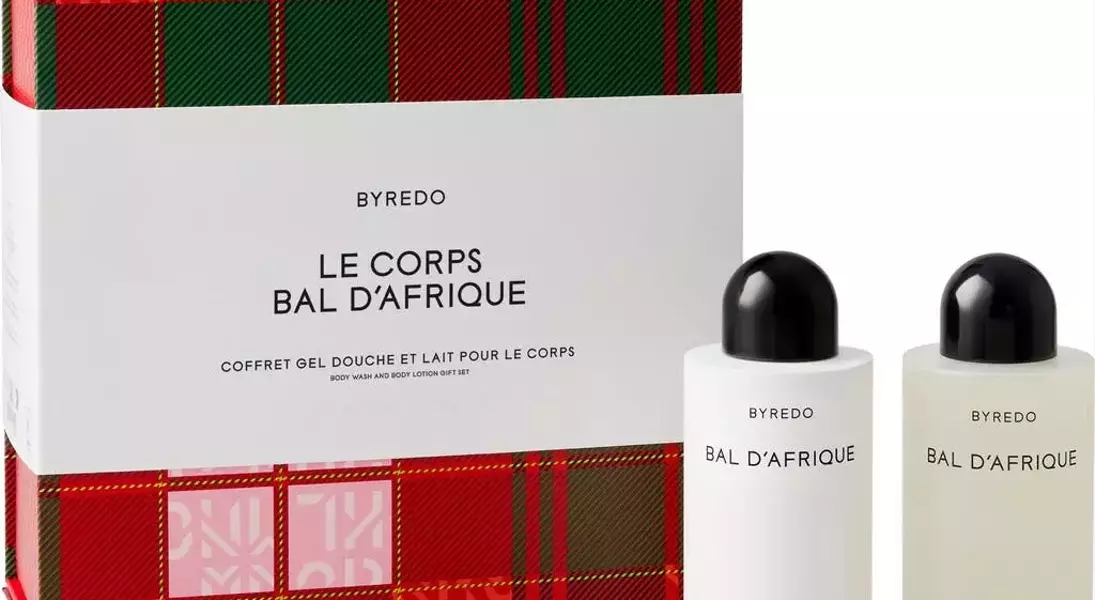 BYREDO
LE CORPS
BAL D'AFRIQUE
COFFRET GEL DOUCHE ET LAIT POUR LE CORPS
BODY WASH AND BODY LOTION GIFT SET
BYREDO
BAL D'AFRIQUE
BYREDO
BAL D'AFRIQUE